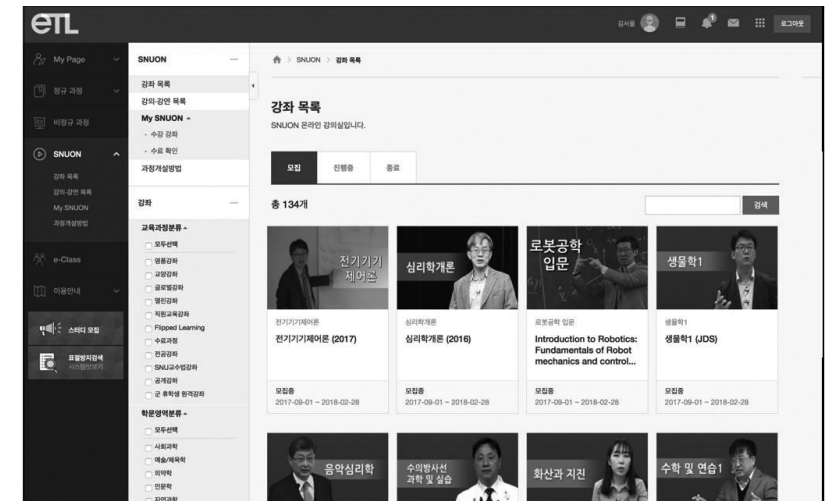 eTL
김서울
로그아웃
My Page
정규 과정
비정규 과정
SNUON
강좌 목록
강의·강연 목록
My SNUON
과정개설방법
e-Class
이용안내
스터디 모집
표절방지검색
시스템맛보기
SNUON
강좌 목록
강의·강연 목록
My SNUON
· 수강 강좌
· 수료 확인
과정개설방법
강좌
교육과정분류
모두선택
명품강좌
교양강좌
글로벌강좌
열린강좌
직원교육강좌
Flipped Learning
수료과정
전공강좌
SNU교수법강좌
공개강좌
군 휴학생 원격강좌
학문영역분류
모두선택
사회과학
예술/체육학
의약학
인문학
자연과학
> SNUON > 강좌 목록
강좌 목록
SNUON 온라인 강의실입니다.
모집 진행중 종료
총 134개
검색
전기기기
제어론
전기기기제어론
전기기기제어론 (2017)
모집중
2017-09-01 ~ 2018-02-28
심리학개론
심리학개론
심리학개론 (2016)
모집중
2017-09-01 ~ 2018-02-28
로봇공학
입문
로봇공학 입문
Introduction to Robotics:
Fundamentals of Robot
mechanics and control...
모집중
2017-09-01 ~ 2018-02-28
생물학1
생물학1
생물학1 (JDS)
모집중
2017-09-01 ~ 2018-02-28
음악심리학
수의방사선
과학 및 실습
화산과 지진
수학 및 연습1